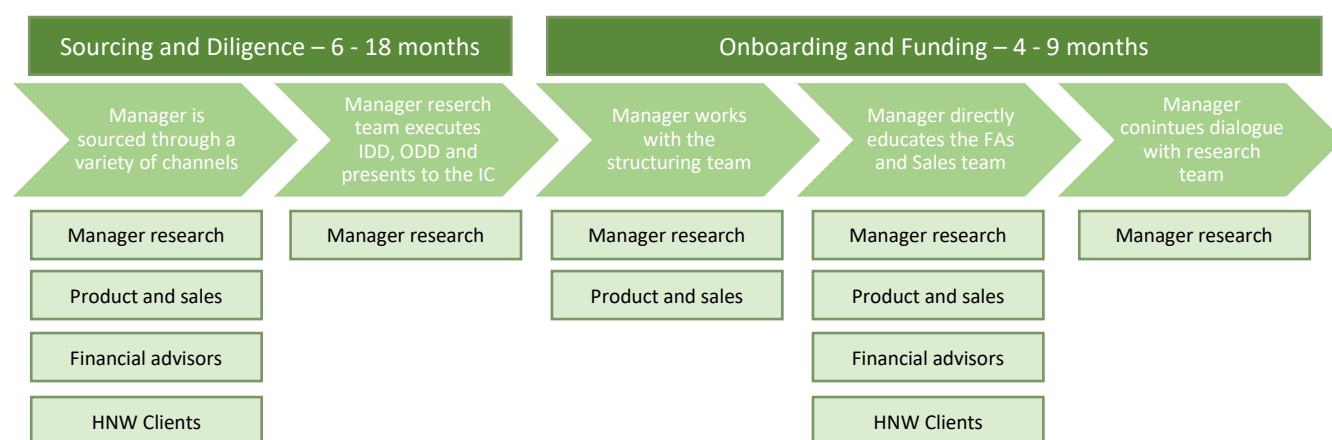 Sourcing and Diligence – 6 - 18 months
Onboarding and Funding – 4 - 9 months
Manager is
sourced through a
variety of channels
Manager reserch
team executes
IDD, ODD and
presents to the IC
Manager works
with the
structuring team
Manager directly
educates the FAs
and Sales team
Manager
conintues dialogue
with research
team
Manager research
Manager research
Manager research
Manager research
Manager research
Product and sales
Product and sales
Product and sales
Financial advisors
Financial advisors
HNW Clients
HNW Clients